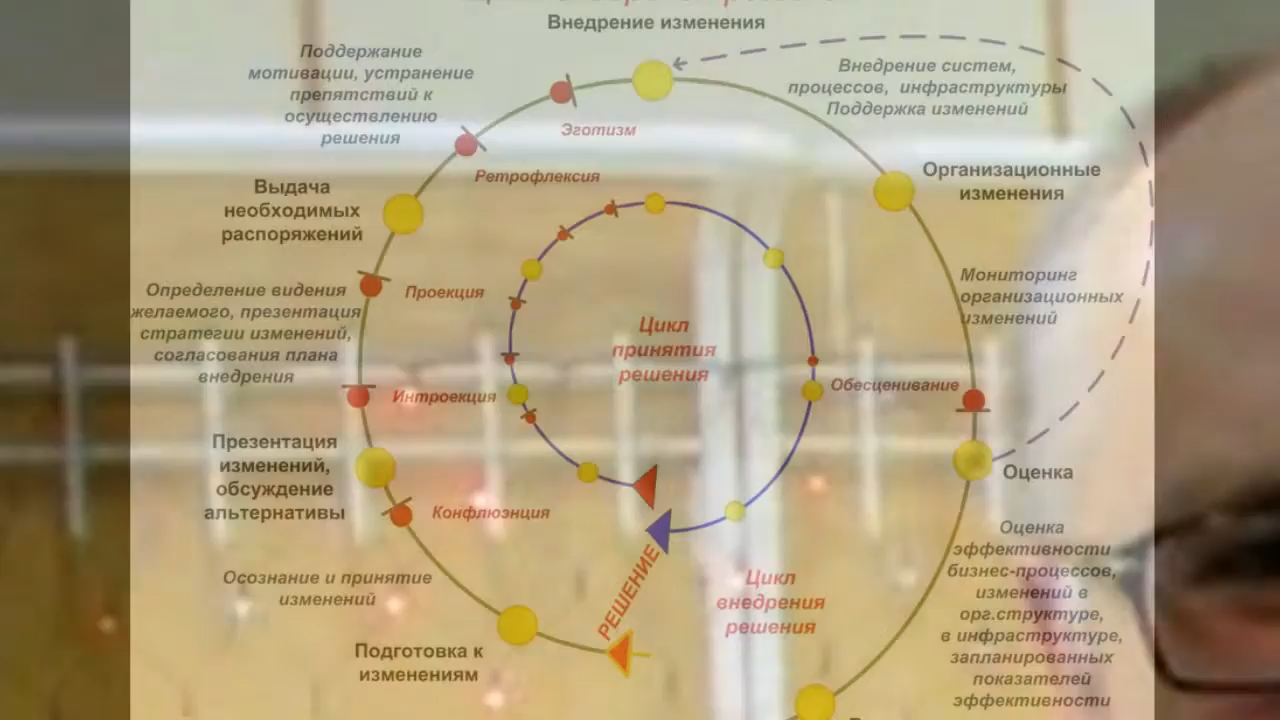 Внедрение изменения
Поддержание
мотивации, устранение
препятствий к
осуществлению
решения
Внедрение систем,
процессов, инфраструктуры
Поддержка изменений
Эготизм
Ретрофлексия
Организационные
изменения
Выдача
необходимых
распоряжений
Определение видения
желаемого, презентация
стратегии изменений,
согласования плана
внедрения
Проекция
Мониторинг
организационных
изменений
Цикл
принятия
решения
Интроекция
Обесценивание
Презентация
изменений,
обсуждение
альтернативы
Оценка
Конфлюэнция
Осознание и принятие
изменений
РЕШЕНИЕ
Цикл
внедрения
решения
Оценка
эффективности
бизнес-процессов,
изменений в
орг.структуре,
в инфраструктуре,
запланированных
показателей
эффективности
Подготовка к
изменениям